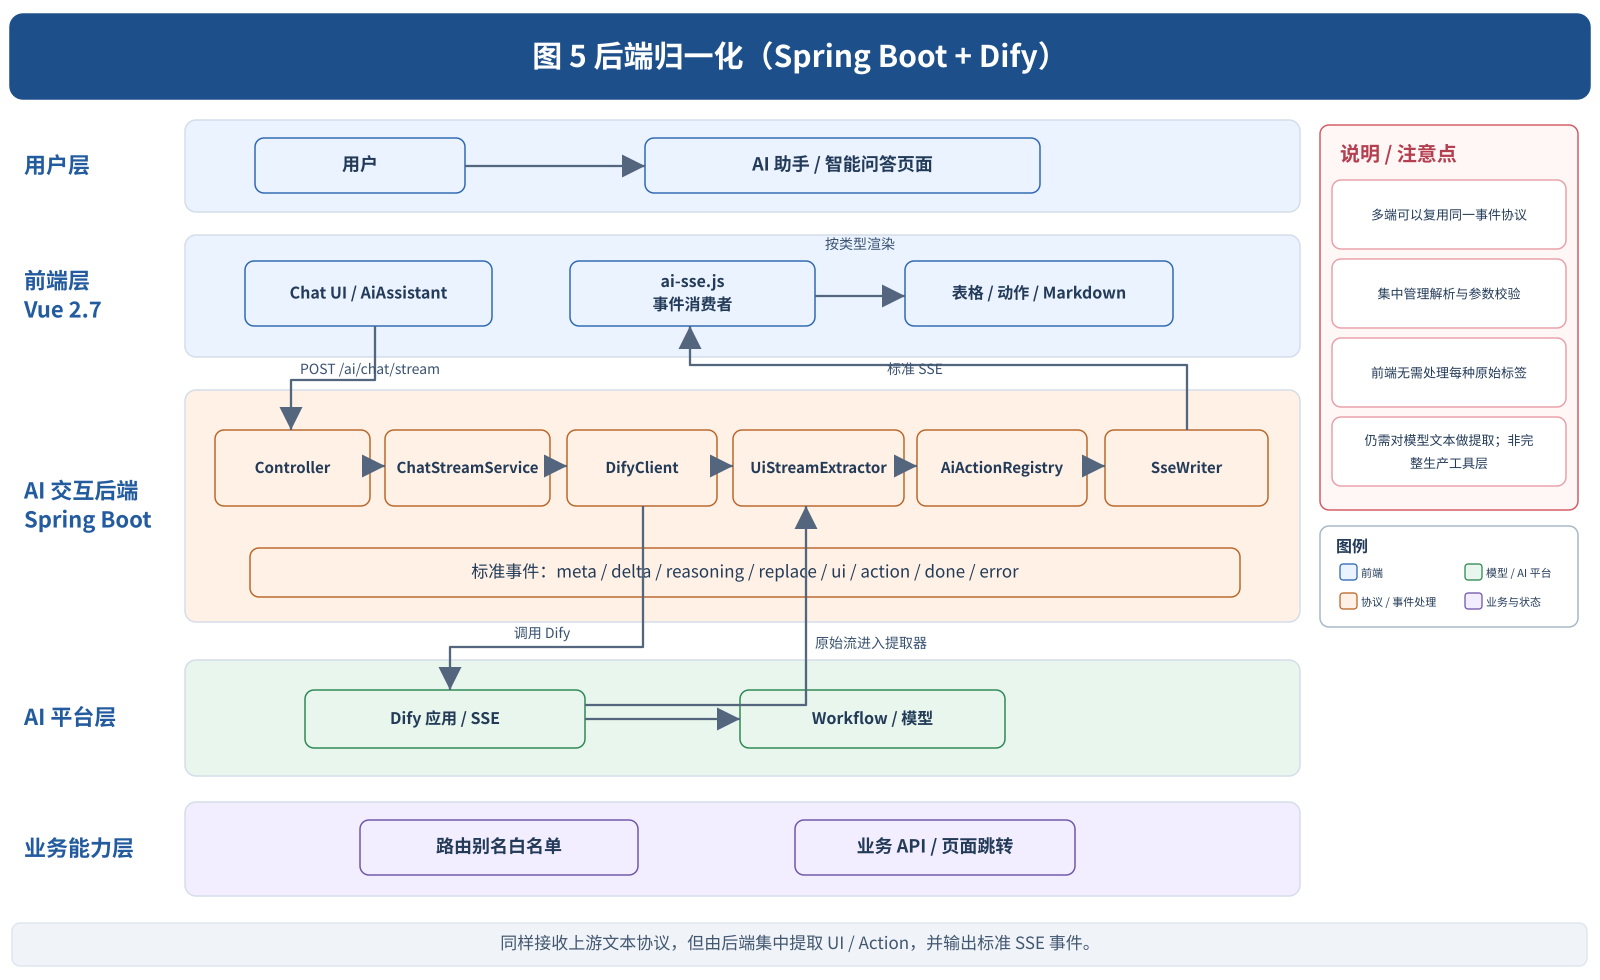 图 5 后端归一化（Spring Boot + Dify）
用户层
用户
AI 助手 / 智能问答页面
前端层
Vue 2.7
Chat UI / AiAssistant
ai-sse.js
事件消费者
按类型渲染
表格 / 动作 / Markdown
POST /ai/chat/stream
标准 SSE
AI 交互后端
Spring Boot
Controller
ChatStreamService
DifyClient
UiStreamExtractor
AiActionRegistry
SseWriter
标准事件：meta / delta / reasoning / replace / ui / action / done / error
调用 Dify
原始流进入提取器
AI 平台层
Dify 应用 / SSE
Workflow / 模型
业务能力层
路由别名白名单
业务 API / 页面跳转
说明 / 注意点
多端可以复用同一事件协议
集中管理解析与参数校验
前端无需处理每种原始标签
仍需对模型文本做提取；非完
整生产工具层
图例
前端
模型 / AI 平台
协议 / 事件处理
业务与状态
同样接收上游文本协议，但由后端集中提取 UI / Action，并输出标准 SSE 事件。